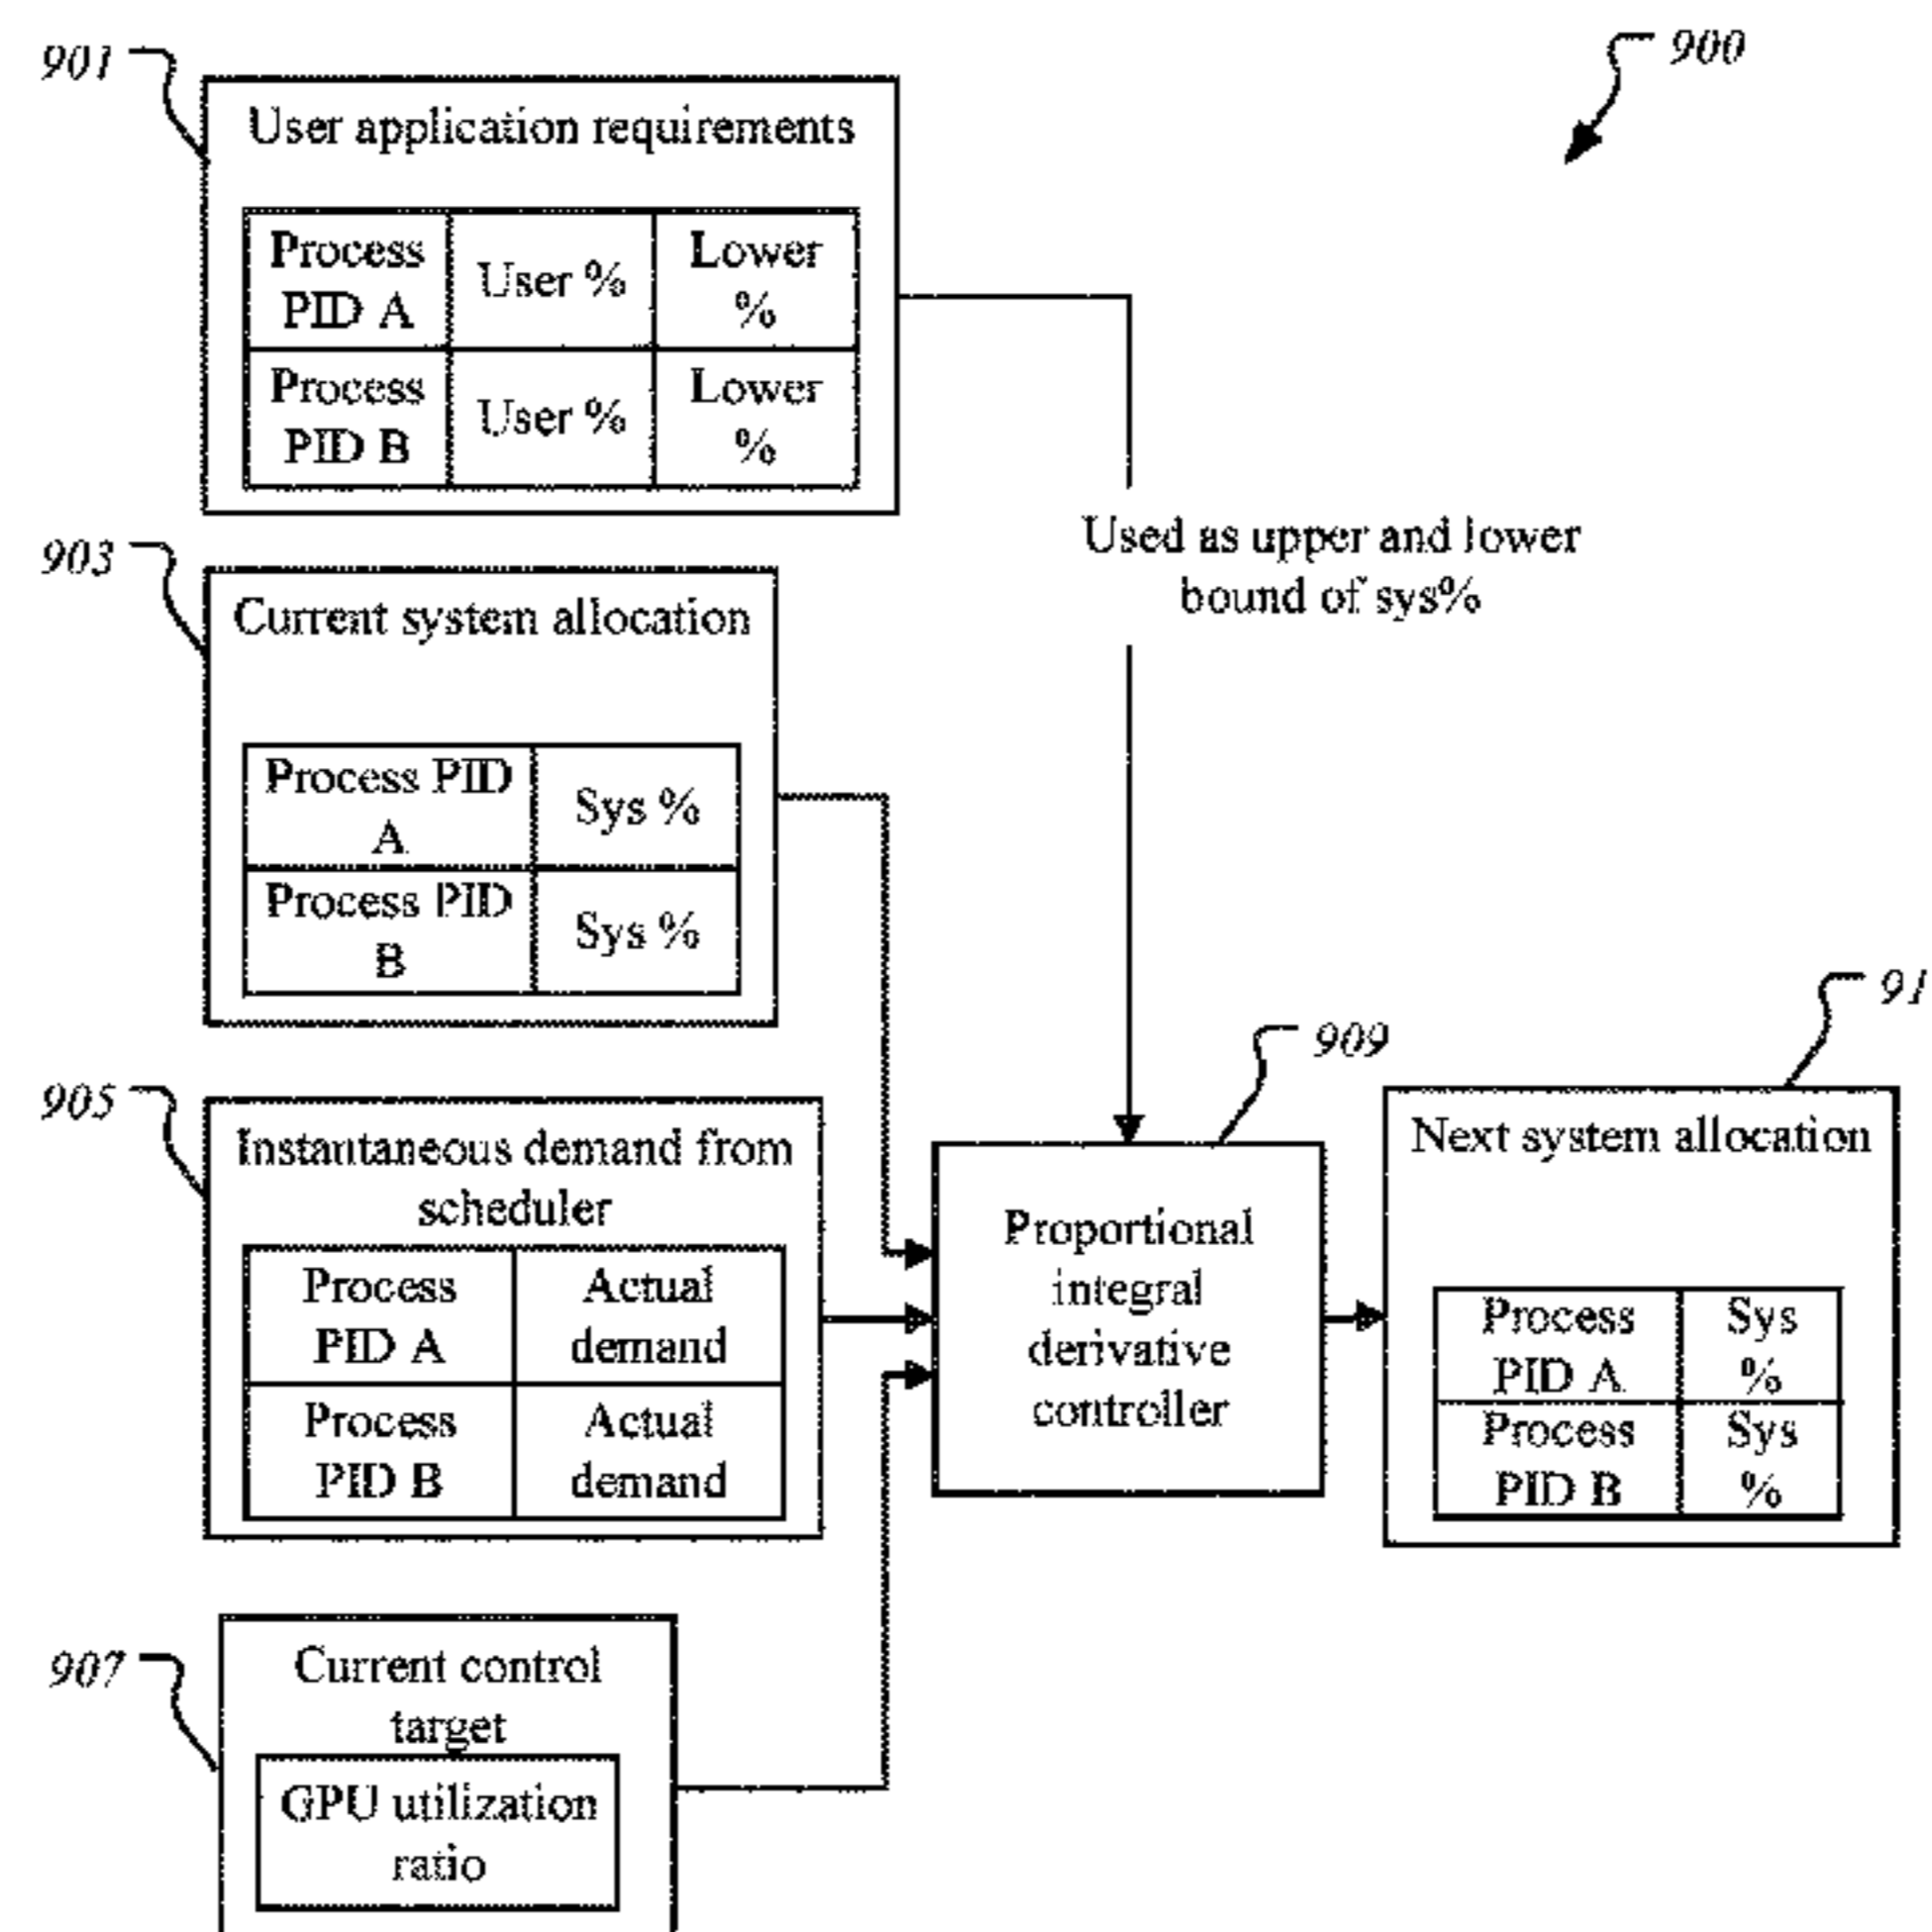 900
901
User application requirements
Process
PID A
User %
Lower
%
Process
PID B
User %
Lower
%
Used as upper and lower
bound of sys%
903
Current system allocation
Process PID
A
Sys %
Process PID
B
Sys %
905
Instantaneous demand from
scheduler
Process
PID A
Actual
demand
Process
PID B
Actual
demand
907
Current control
target
GPU utilization
ratio
909
Proportional
integral
derivative
controller
91
Next system allocation
Process
PID A
Sys
%
Process
PID B
Sys
%